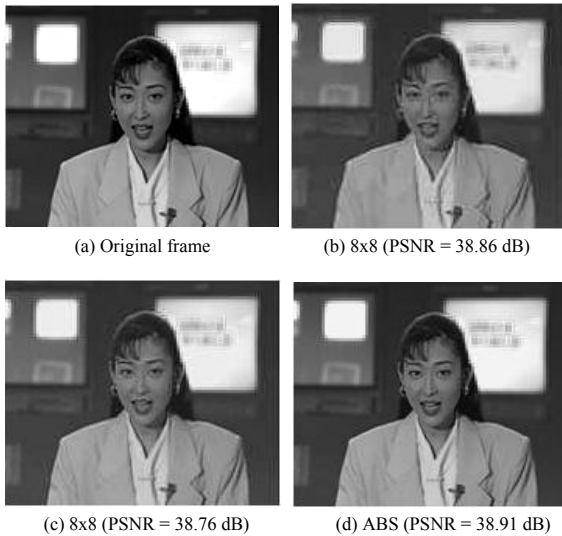 (a) Original frame
(b) 8x8 (PSNR = 38.86 dB)
(c) 8x8 (PSNR = 38.76 dB)
(d) ABS (PSNR = 38.91 dB)